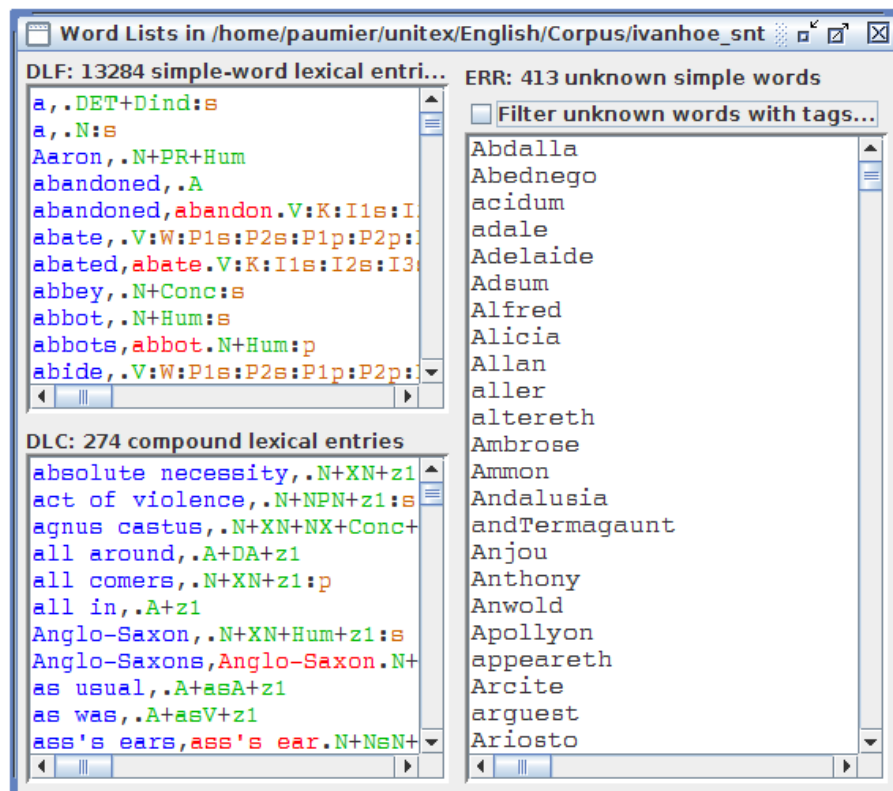 Word Lists in /home/paumier/unitex/English/Corpus/ivanhoe_snt
DLF: 13284 simple-word lexical entri...
a,.DET+Dind:s
a,.N:s
Aaron,.N+PR+Hum
abandoned,.A
abandoned,abandon.V:K:I1s:I
abate,.V:W:P1s:P2s:P1p:P2p:
abated,abate.V:K:I1s:I2s:I3s
abbey,.N+Conc:s
abbot,.N+Hum:s
abbots,abbot.N+Hum:p
abide,.V:W:P1s:P2s:P1p:P2p:
DLC: 274 compound lexical entries
absolute necessity,.N+XN+z1
act of violence,.N+NPN+z1:s
agnus castus,.N+XN+NX+Conc+
all around,.A+DA+z1
all comers,.N+XN+z1:p
all in,.A+z1
Anglo-Saxon,.N+XN+Hum+z1:s
Anglo-Saxons,Anglo-Saxon.N+
as usual,.A+asA+z1
as was,.A+asV+z1
ass's ears,ass's ear.N+NsN+
ERR: 413 unknown simple words
Filter unknown words with tags...
Abdalla
Abednego
acidum
adale
Adelaide
Adsum
Alfred
Alicia
Allan
aller
altereth
Ambrose
Ammon
Andalusia
andTermagaunt
Anjou
Anthony
Anwold
Apollyon
appeareth
Arcite
arguest
Ariosto